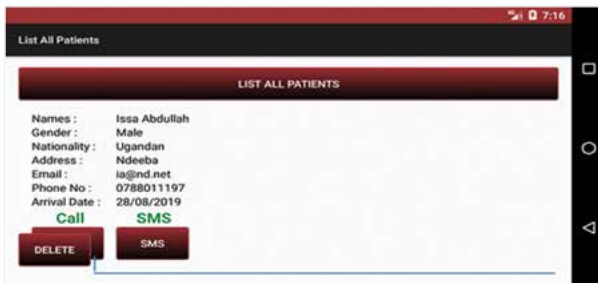 7:16
List All Patients
LIST ALL PATIENTS
Names : Issa Abdullah
Gender : Male
Nationality : Ugandan
Address : Ndeeba
Email : ia@nd.net
Phone No : 0788011197
Arrival Date : 28/08/2019
Call SMS
DELETE SMS